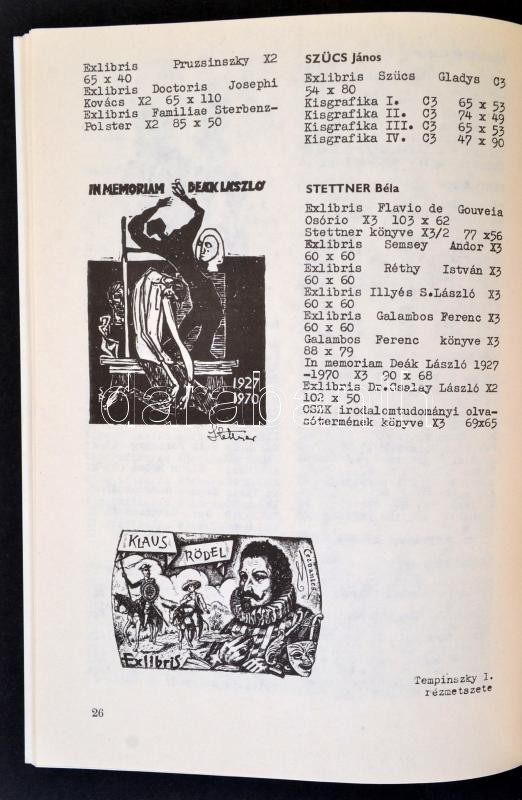 Exlibris Pruzsinszky X2
65 x 40
Exlibris Doctoris Josephi
Kovács X2 65 x 110
Exlibris Familiae Sterbenz-
Polster X2 85 x 50
IN MEMORIAM DEÁK LÁSZLÓ
1927
1970
Stettner
SZÜCS János
Exlibris Szücs Gladys C3
54 x 80
Kisgrafika I. C3 65 x 53
Kisgrafika II. C3 74 x 49
Kisgrafika III. C3 65 x 53
Kisgrafika IV. C3 47 x 90
STETTNER Béla
Exlibris Flavio de Gouveia
Osório X3 103 x 62
Stettner könyve X3/2 77 x56
Exlibris Semsey Andor X3
60 x 60
Exlibris Réthy István X3
60 x 60
Exlibris Illyés S.László X3
60 x 60
Exlibris Galambos Ferenc X3
60 x 60
Galambos Ferenc könyve X3
88 x 79
In memoriam Deák László 1927
-1970 X3 90 x 68
Exlibris Dr.Csalay László X2
102 x 50
OSZK irodalomtudományi olva-
sótermének könyve X3 69x65
KLAUS
RÖDEL
Cervantes
Exlibris
Tempinszky I.
rézmetszete
26
darabanth.com